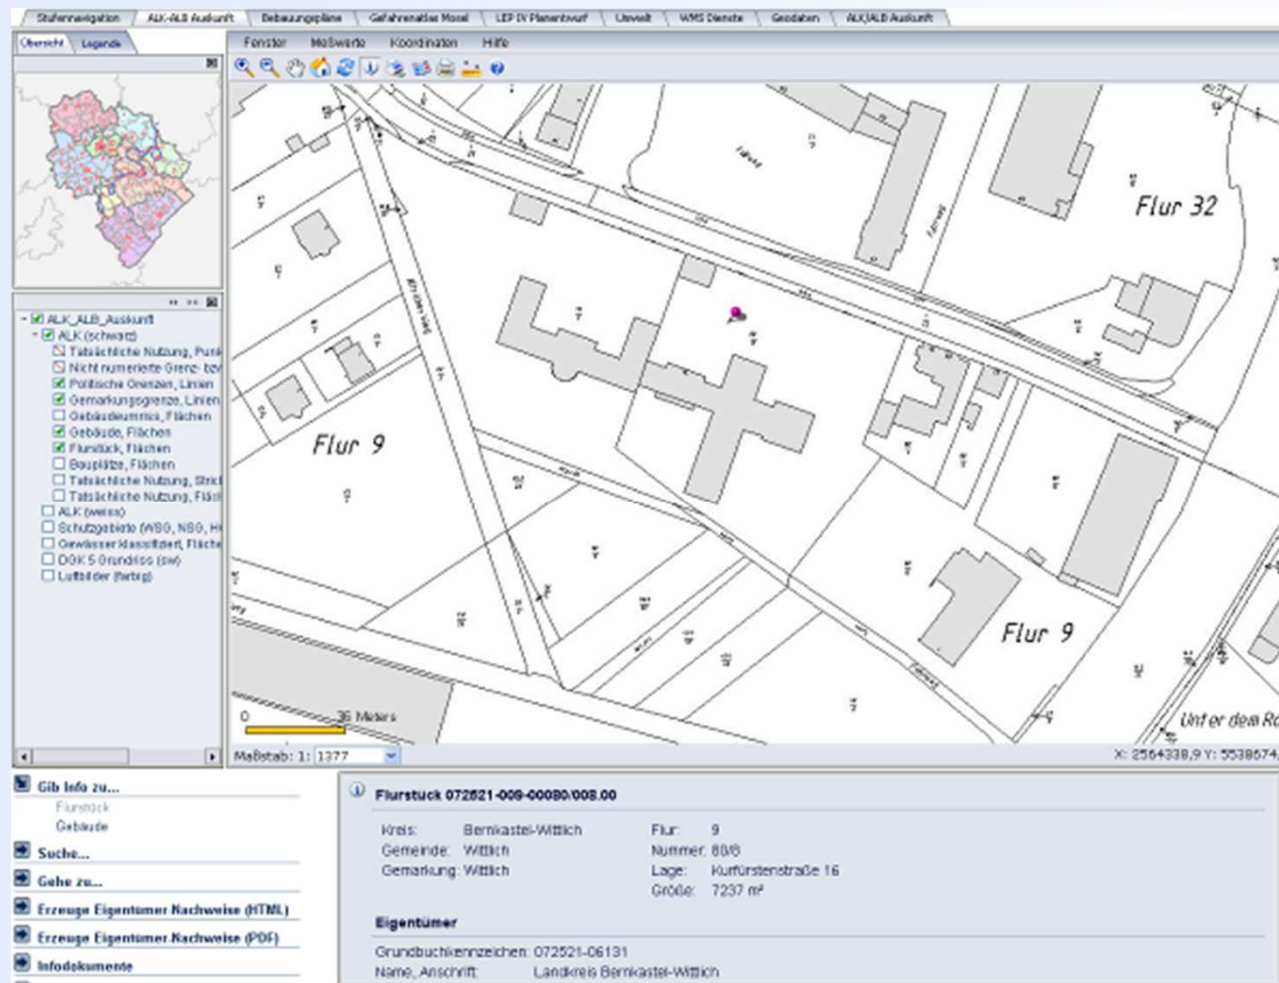 Stufennavigation ALK-ALB Auskunft Bebauungspläne Gefahrenatlas Mosel LEP IV Planentwurf Umwelt WMS Dienste Geodaten ALK/ALB Auskunft
Übersicht Legende
Fenster Meßwerte Koordinaten Hilfe
Flur 32
Flur 9
Flur 9
Fahrweg
Unter dem Ro
ALK_ALB_Auskunft
ALK (schwarz)
Tatsächliche Nutzung, Punk
Nicht numerierte Grenz- bzw
Politische Grenzen, Linien
Gemarkungsgrenze, Linien
Gebäudeumriss, Flächen
Gebäude, Flächen
Flurstück, Flächen
Bauplätze, Flächen
Tatsächliche Nutzung, Stricl
Tatsächliche Nutzung, Fläch
ALK (weiss)
Schutzgebiete (WSG, NSG, H
Gewässer klassifiziert, Fläche
DGK 5 Grundriss (sw)
Luftbilder (farbig)
0 36 Meters
Maßstab: 1: 1377
X: 2564338,9 Y: 5538674,
Gib Info zu...
Flurstück
Gebäude
Suche...
Gehe zu...
Erzeuge Eigentümer-Nachweise (HTML)
Erzeuge Eigentümer-Nachweise (PDF)
Infodokumente
Flurstück 072521-009-00080/008.00
Kreis: Bernkastel-Wittlich Flur: 9
Gemeinde: Wittlich Nummer: 80/8
Gemarkung: Wittlich Lage: Kurfürstenstraße 16
Größe: 7237 m²
Eigentümer
Grundbuchkennzeichen: 072521-06131
Name, Anschrift: Landkreis Bernkastel-Wittlich